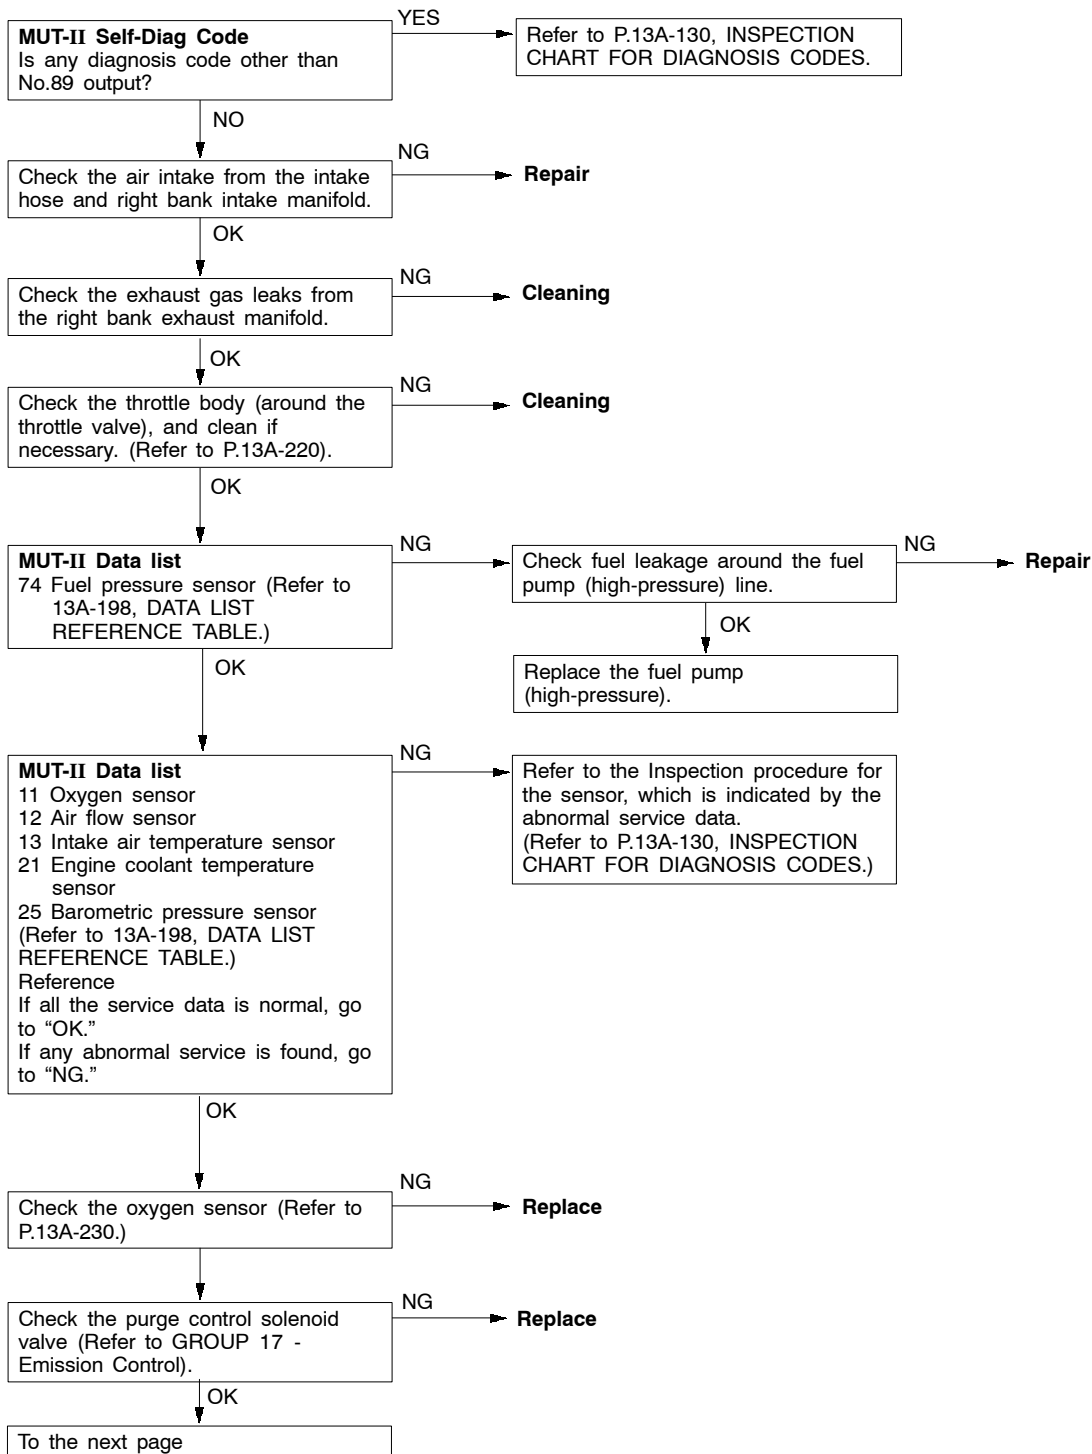 MUT-II Self-Diag Code
Is any diagnosis code other than
No.89 output?
YES
Refer to P.13A-130, INSPECTION
CHART FOR DIAGNOSIS CODES.
NO
Check the air intake from the intake
hose and right bank intake manifold.
NG
Repair
OK
Check the exhaust gas leaks from
the right bank exhaust manifold.
NG
Cleaning
OK
Check the throttle body (around the
throttle valve), and clean if
necessary. (Refer to P.13A-220).
NG
Cleaning
OK
MUT-II Data list
74 Fuel pressure sensor (Refer to
13A-198, DATA LIST
REFERENCE TABLE.)
NG
Check fuel leakage around the fuel
pump (high-pressure) line.
NG
Repair
OK
Replace the fuel pump
(high-pressure).
OK
MUT-II Data list
11 Oxygen sensor
12 Air flow sensor
13 Intake air temperature sensor
21 Engine coolant temperature
sensor
25 Barometric pressure sensor
(Refer to 13A-198, DATA LIST
REFERENCE TABLE.)
Reference
If all the service data is normal, go
to “OK.”
If any abnormal service is found, go
to “NG.”
NG
Refer to the Inspection procedure for
the sensor, which is indicated by the
abnormal service data.
(Refer to P.13A-130, INSPECTION
CHART FOR DIAGNOSIS CODES.)
OK
Check the oxygen sensor (Refer to
P.13A-230.)
NG
Replace
Check the purge control solenoid
valve (Refer to GROUP 17 -
Emission Control).
NG
Replace
OK
To the next page